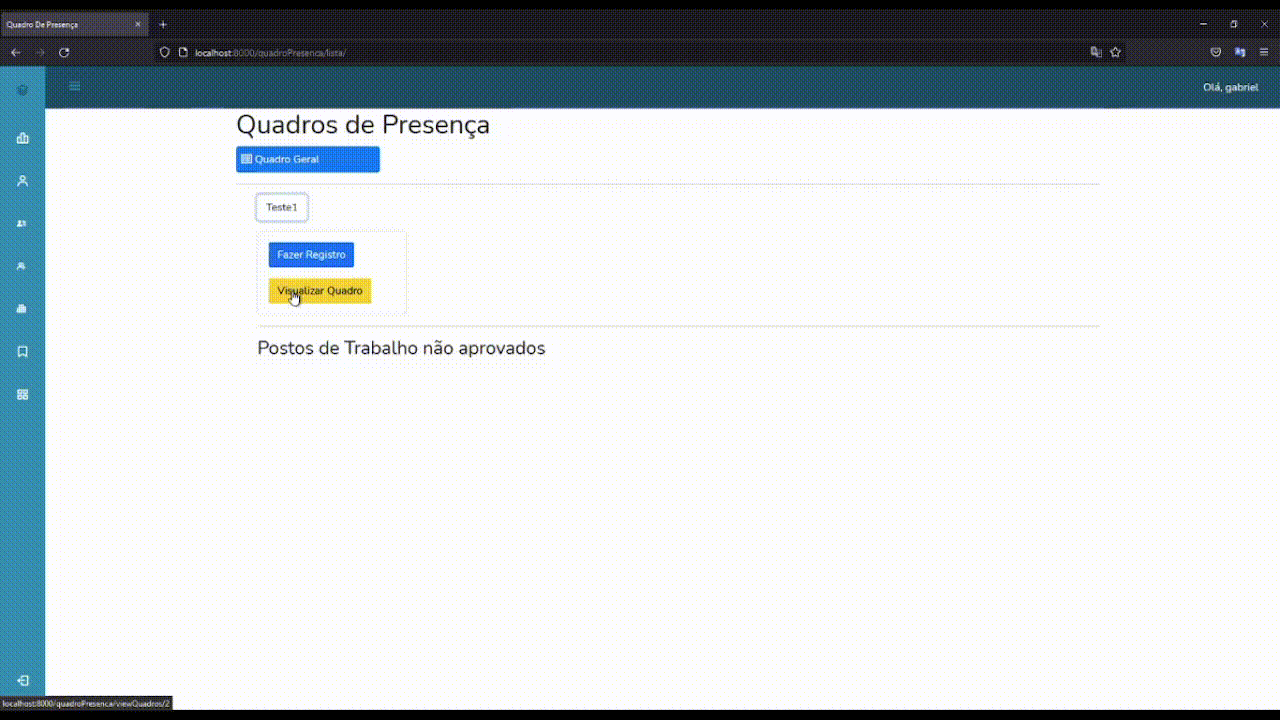 Quadro De Presença
localhost:8000/quadroPresenca/lista/
Olá, gabriel
Quadros de Presença
Quadro Geral
Teste1
Fazer Registro
Visualizar Quadro
Postos de Trabalho não aprovados
localhost:8000/quadroPresenca/viewQuadros/2